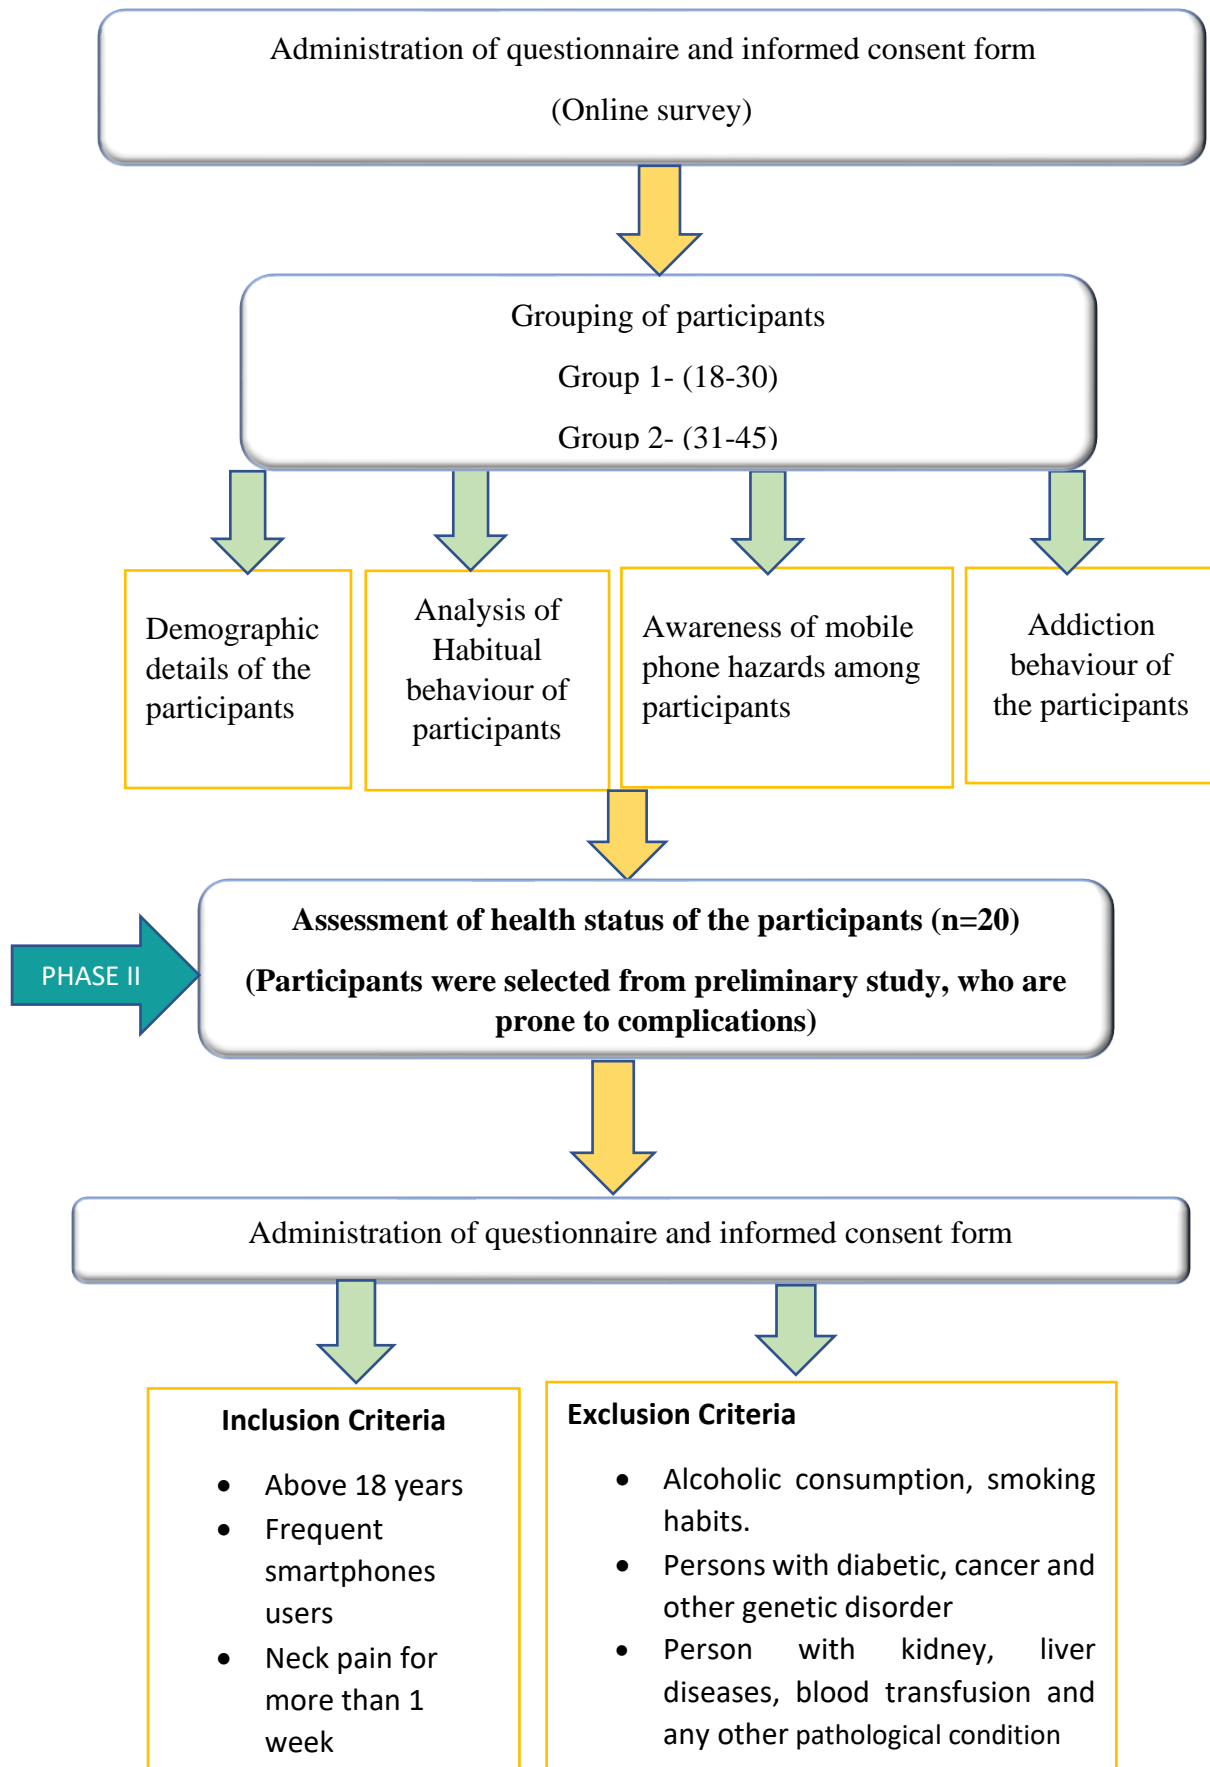 Administration of questionnaire and informed consent form
(Online survey)
Grouping of participants
Group 1- (18-30)
Group 2- (31-45)
Demographic
details of the
participants
Analysis of
Habitual
behaviour of
participants
Awareness of mobile
phone hazards among
participants
Addiction
behaviour of
the participants
PHASE II
Assessment of health status of the participants (n=20)
(Participants were selected from preliminary study, who are
prone to complications)
Administration of questionnaire and informed consent form
Inclusion Criteria
• Above 18 years
• Frequent
smartphones
users
• Neck pain for
more than 1
week
Exclusion Criteria
• Alcoholic consumption, smoking
habits.
• Persons with diabetic, cancer and
other genetic disorder
• Person with kidney, liver
diseases, blood transfusion and
any other pathological condition